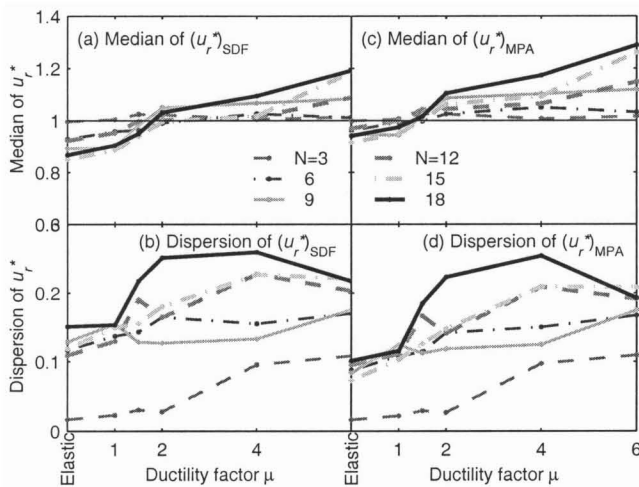 (a) Median of (u_r^*)_SDF
(c) Median of (u_r^*)_MPA
Median of u_r^*
1.4
1.2
1
0.8
0.6
N=3
6
9
N=12
15
18
(b) Dispersion of (u_r^*)_SDF
(d) Dispersion of (u_r^*)_MPA
Dispersion of u_r^*
0.2
0.1
0
Elastic
1
2
4
Elastic
1
2
4
6
Ductility factor μ
Ductility factor μ